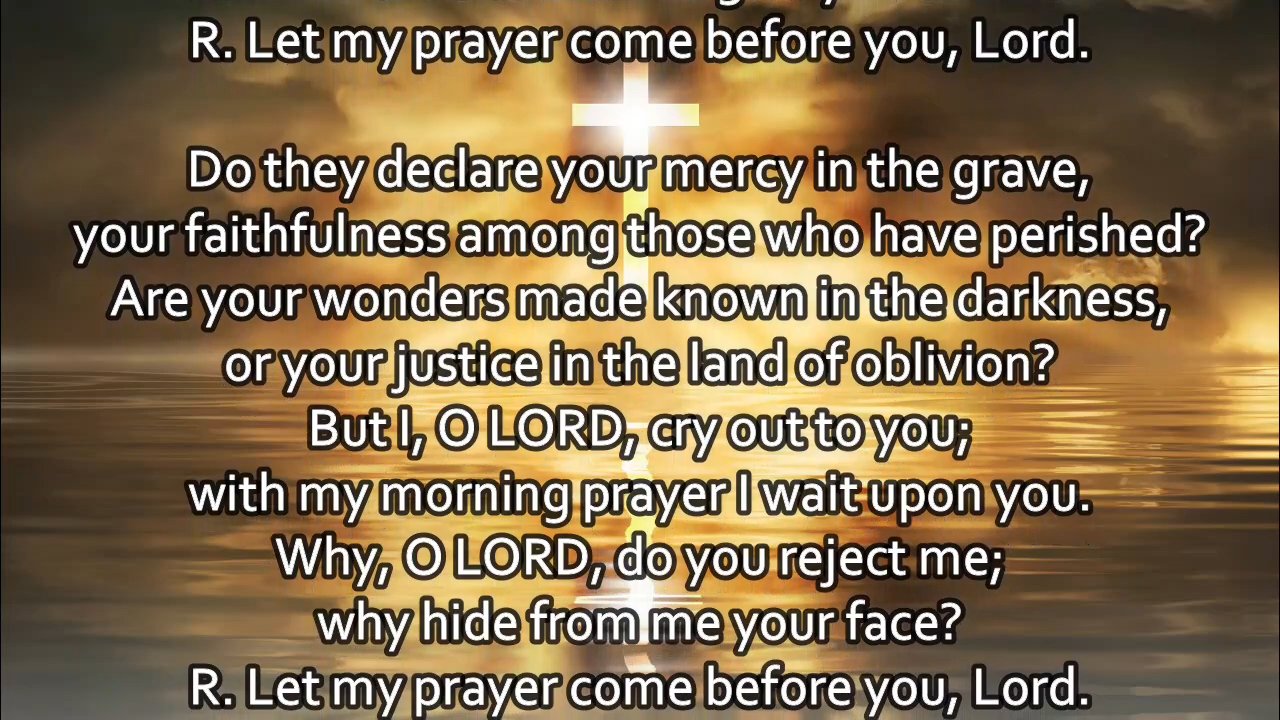 R. Let my prayer come before you, Lord.
Do they declare your mercy in the grave,
your faithfulness among those who have perished?
Are your wonders made known in the darkness,
or your justice in the land of oblivion?
But I, O LORD, cry out to you;
with my morning prayer I wait upon you.
Why, O LORD, do you reject me;
why hide from me your face?
R. Let my prayer come before you, Lord.